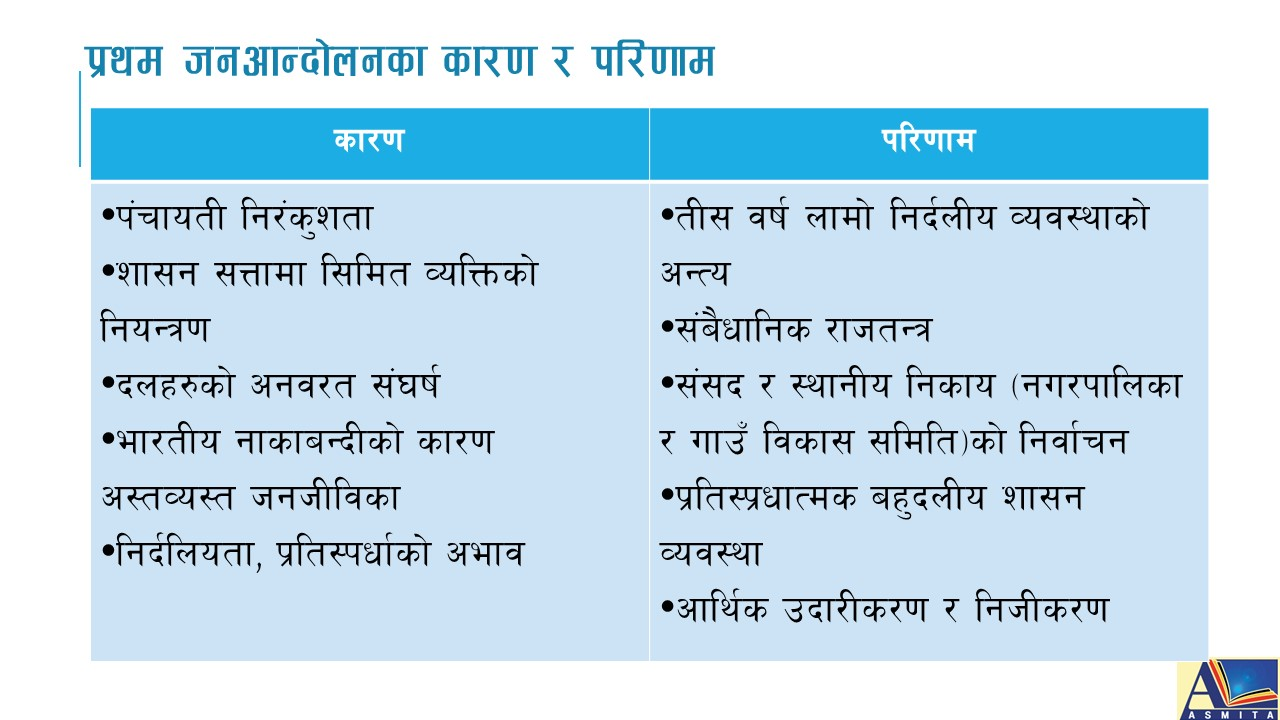 प्रथम जनआन्दोलनका कारण र परिणाम
कारण
परिणाम
•पंचायती निरंकुशता
•शासन सत्तामा सिमित व्यक्तिको
नियन्त्रण
•दलहरुको अनवरत संघर्ष
•भारतीय नाकाबन्दीको कारण
अस्तव्यस्त जनजीविका
•निर्दलियता, प्रतिस्पर्धाको अभाव
•तीस वर्ष लामो निर्दलीय व्यवस्थाको
अन्त्य
•संबैधानिक राजतन्त्र
•संसद र स्थानीय निकाय (नगरपालिका
र गाउँ विकास समिति)को निर्वाचन
•प्रतिस्प्रधात्मक बहुदलीय शासन
व्यवस्था
•आर्थिक उदारीकरण र निजीकरण
ASMITA